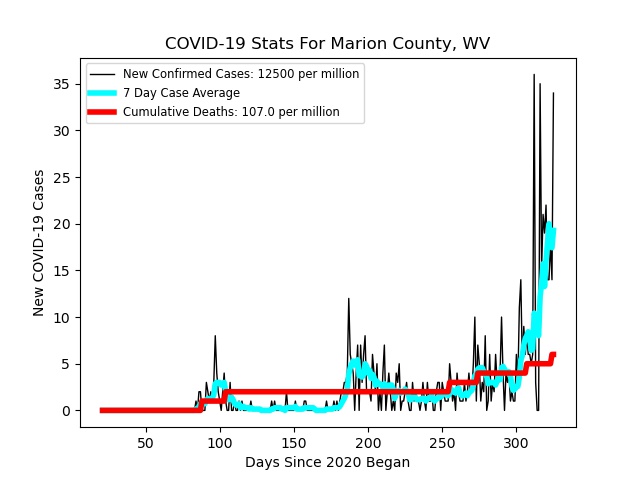 COVID-19 Stats For Marion County, WV
New Confirmed Cases: 12500 per million
7 Day Case Average
Cumulative Deaths: 107.0 per million
New COVID-19 Cases
35
30
25
20
15
10
5
0
50 100 150 200 250 300
Days Since 2020 Began